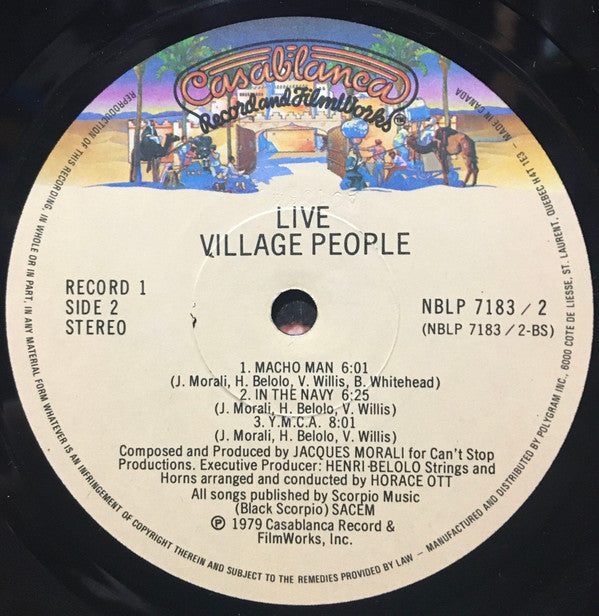 Casablanca
Record and FilmWorks™
LIVE
VILLAGE PEOPLE
RECORD 1
SIDE 2
STEREO
NBLP 7183 / 2
(NBLP 7183 / 2-BS)
1. MACHO MAN 6:01
(J. Morali, H. Belolo, V. Willis, B. Whitehead)
2. IN THE NAVY 6:25
(J. Morali, H. Belolo, V. Willis)
3. Y.M.C.A. 8:01
(J. Morali, H. Belolo, V. Willis)
Composed and Produced by JACQUES MORALI for Can't Stop
Productions. Executive Producer: HENRI BELOLO Strings and
Horns arranged and conducted by HORACE OTT
All songs published by Scorpio Music
(Black Scorpio) SACEM
℗ 1979 Casablanca Record &
FilmWorks, Inc.
REPRODUCTION OF THIS RECORDING, IN WHOLE OR IN PART, IN ANY MATERIAL FORM WHATEVER IS AN INFRINGEMENT OF COPYRIGHT THEREIN AND SUBJECT TO THE REMEDIES PROVIDED BY LAW – MANUFACTURED AND DISTRIBUTED BY POLYGRAM INC., 6000 COTE DE LIESSE, ST. LAURENT, QUEBEC H4T 1E3 – MADE IN CANADA